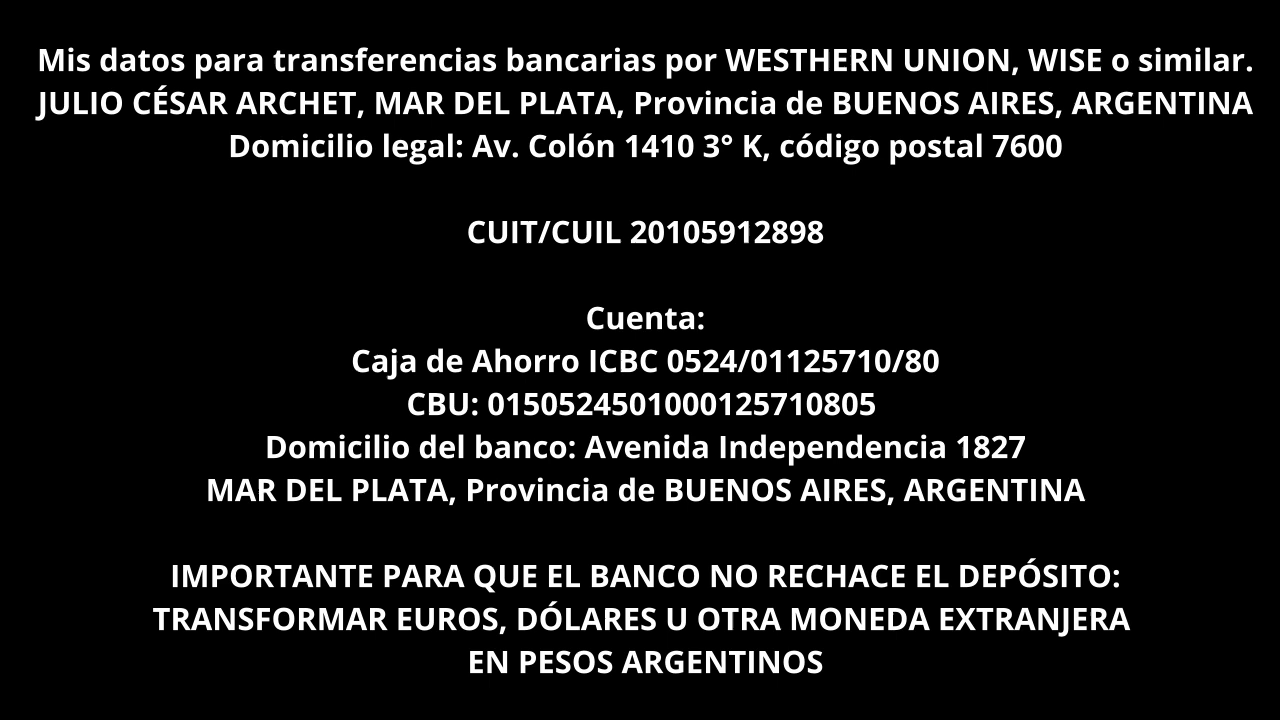 Mis datos para transferencias bancarias por WESTHERN UNION, WISE o similar.
JULIO CÉSAR ARCHET, MAR DEL PLATA, Provincia de BUENOS AIRES, ARGENTINA
Domicilio legal: Av. Colón 1410 3° K, código postal 7600
CUIT/CUIL 20105912898
Cuenta:
Caja de Ahorro ICBC 0524/01125710/80
CBU: 0150524501000125710805
Domicilio del banco: Avenida Independencia 1827
MAR DEL PLATA, Provincia de BUENOS AIRES, ARGENTINA
IMPORTANTE PARA QUE EL BANCO NO RECHACE EL DEPÓSITO:
TRANSFORMAR EUROS, DÓLARES U OTRA MONEDA EXTRANJERA
EN PESOS ARGENTINOS